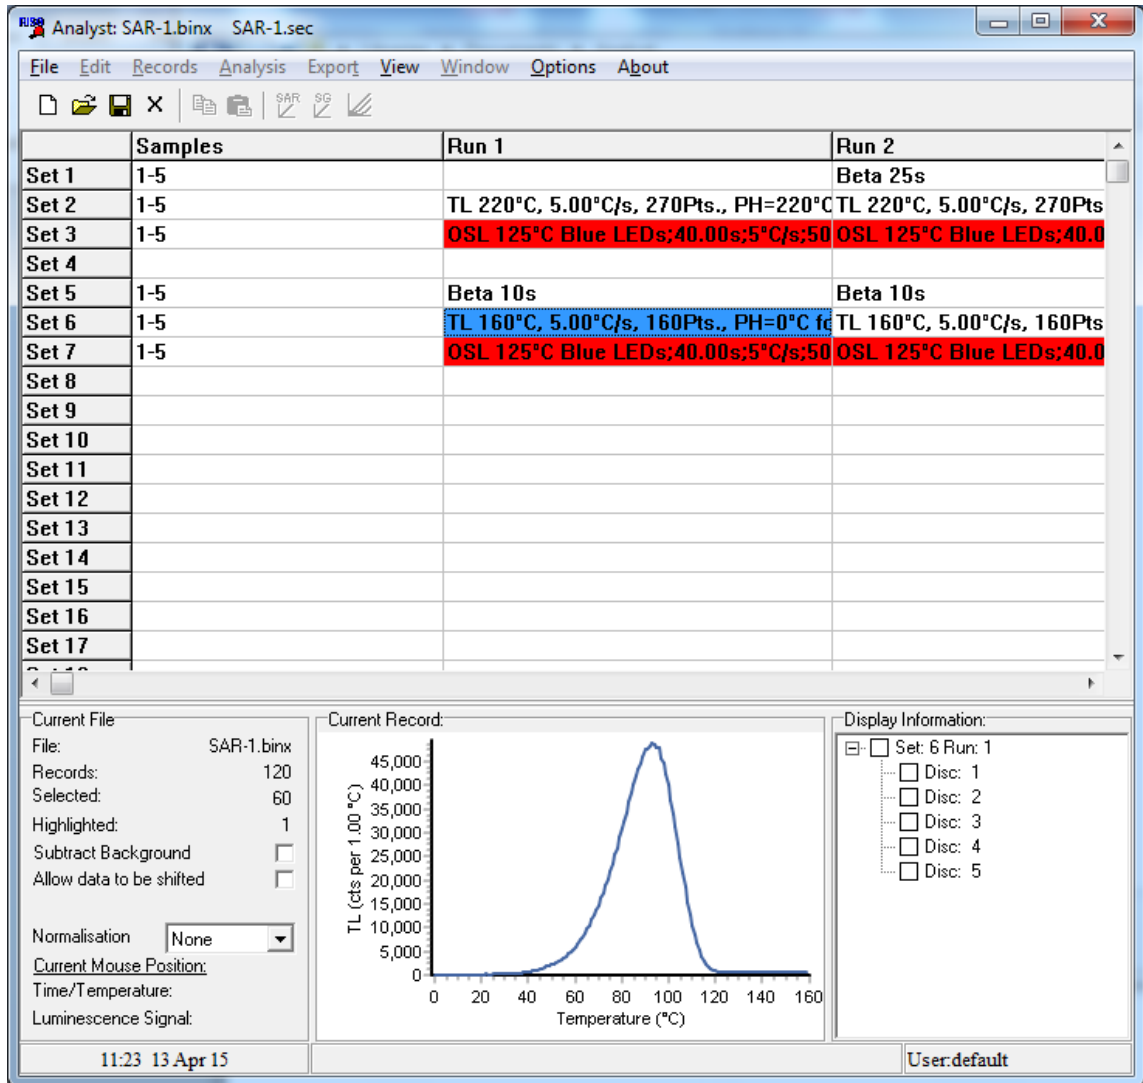 RISØ Analyst: SAR-1.binx SAR-1.sec
File Edit Records Analysis Export View Window Options About
SAR SG
Samples Run 1 Run 2
Set 1 1-5 Beta 25s
Set 2 1-5 TL 220°C, 5.00°C/s, 270Pts., PH=220°C TL 220°C, 5.00°C/s, 270Pts
Set 3 1-5 OSL 125°C Blue LEDs;40.00s;5°C/s;50 OSL 125°C Blue LEDs;40.0
Set 4
Set 5 1-5 Beta 10s Beta 10s
Set 6 1-5 TL 160°C, 5.00°C/s, 160Pts., PH=0°C fo TL 160°C, 5.00°C/s, 160Pts
Set 7 1-5 OSL 125°C Blue LEDs;40.00s;5°C/s;50 OSL 125°C Blue LEDs;40.0
Set 8
Set 9
Set 10
Set 11
Set 12
Set 13
Set 14
Set 15
Set 16
Set 17
Current File
File: SAR-1.binx
Records: 120
Selected: 60
Highlighted: 1
Subtract Background
Allow data to be shifted
Normalisation None
Current Mouse Position:
Time/Temperature:
Luminescence Signal:
Current Record:
TL (cts per 1.00 °C)
45,000
40,000
35,000
30,000
25,000
20,000
15,000
10,000
5,000
0
0 20 40 60 80 100 120 140 160
Temperature (°C)
Display Information:
Set: 6 Run: 1
Disc: 1
Disc: 2
Disc: 3
Disc: 4
Disc: 5
11:23 13 Apr 15 User:default